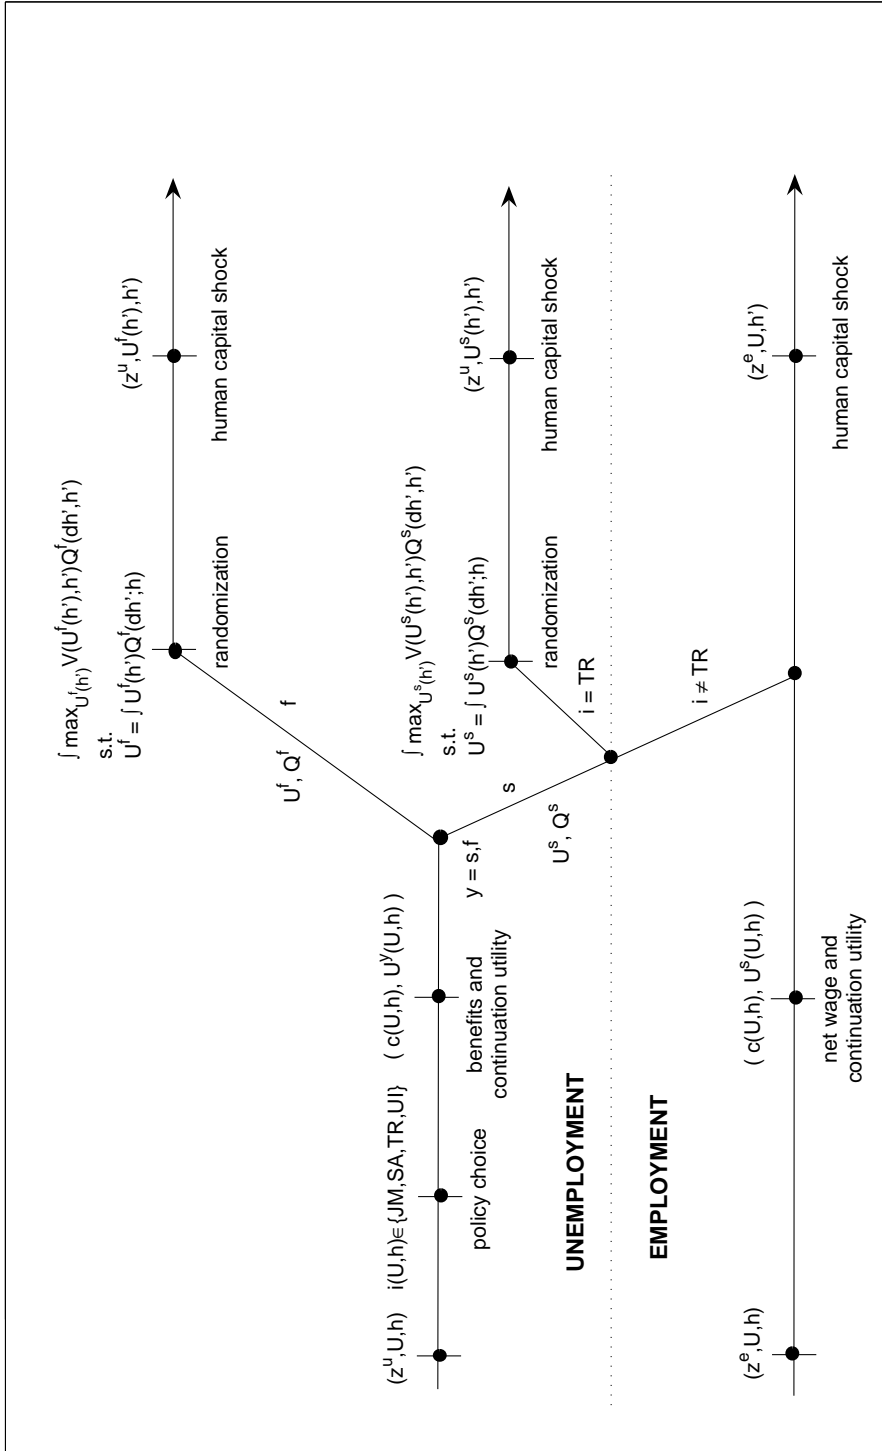 ∫ max_{U^f(h')} V(U^f(h'),h')Q^f(dh',h')
s.t.
U^f = ∫ U^f(h')Q^f(dh';h)
(z^u,U^f(h'),h')
randomization
human capital shock
U^f, Q^f
f
∫ max_{U^s(h')} V(U^s(h'),h')Q^s(dh',h)
s.t.
U^s = ∫ U^s(h')Q^s(dh';h)
(z^u,U^s(h'),h')
randomization
human capital shock
(z^u,U,h)
i(U,h)∈{JM,SA,TR,UI}
( c(U,h), U^y(U,h) )
policy choice
benefits and
continuation utility
y = s,f
s
U^s, Q^s
i = TR
UNEMPLOYMENT
EMPLOYMENT
i ≠ TR
(z^e,U,h)
( c(U,h), U^s(U,h) )
(z^e,U,h')
net wage and
continuation utility
human capital shock